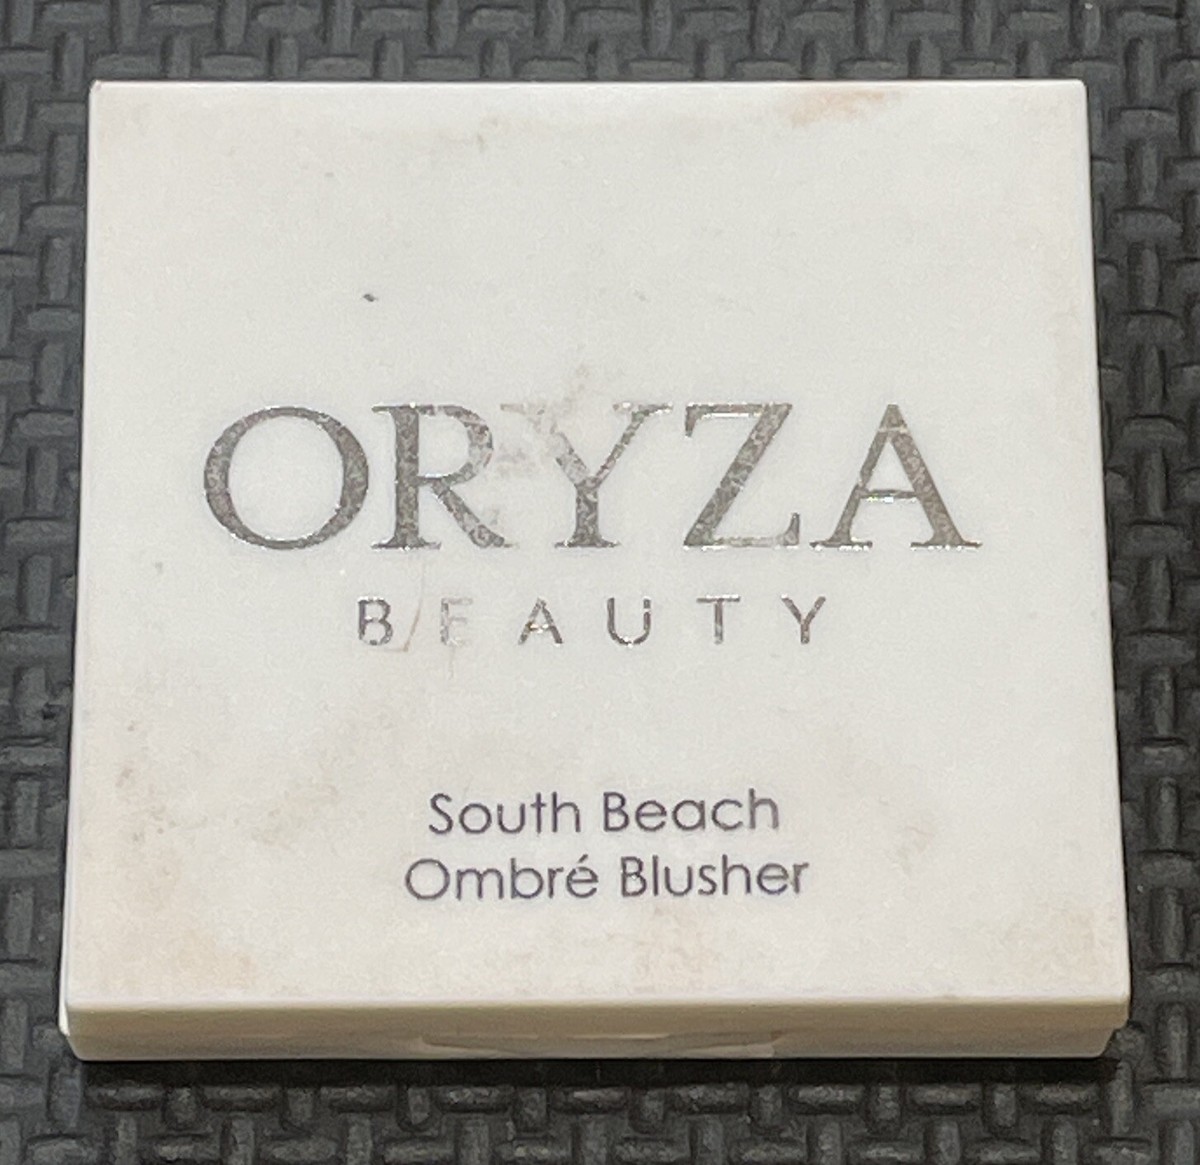 ORYZA
BEAUTY
South Beach
Ombré Blusher